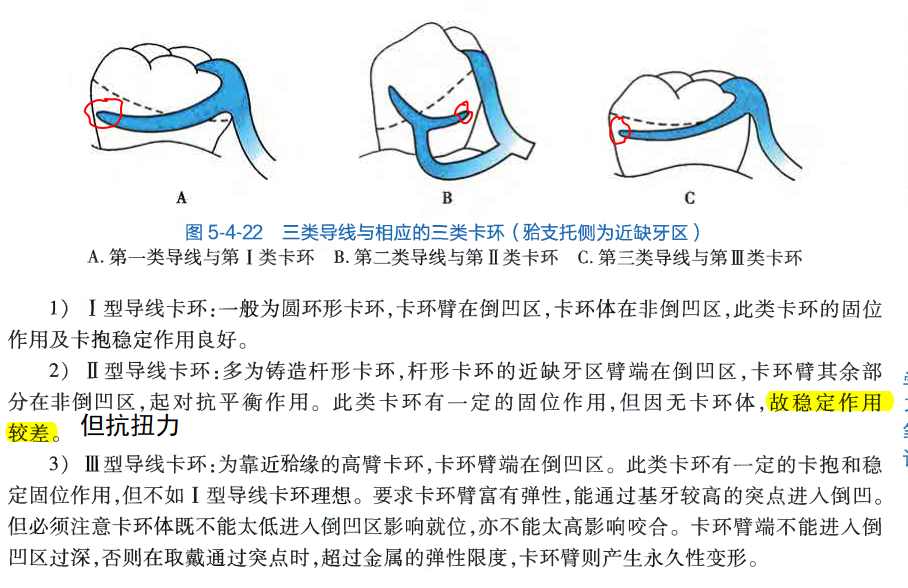 A
B
C
图 5-4-22 三类导线与相应的三类卡环（𬌗支托侧为近缺牙区）
A. 第一类导线与第Ⅰ类卡环 B. 第二类导线与第Ⅱ类卡环 C. 第三类导线与第Ⅲ类卡环
1）Ⅰ型导线卡环：一般为圆环形卡环，卡环臂在倒凹区，卡环体在非倒凹区，此类卡环的固位
作用及卡抱稳定作用良好。
2）Ⅱ型导线卡环：多为铸造杆形卡环，杆形卡环的近缺牙区臂端在倒凹区，卡环臂其余部
分在非倒凹区，起对抗平衡作用。此类卡环有一定的固位作用，但因无卡环体，故稳定作用
较差。 但抗扭力
3）Ⅲ型导线卡环：为靠近𬌗缘的高臂卡环，卡环臂端在倒凹区。此类卡环有一定的卡抱和稳
定固位作用，但不如Ⅰ型导线卡环理想。要求卡环臂富有弹性，能通过基牙较高的突点进入倒凹。
但必须注意卡环体既不能太低进入倒凹区影响就位，亦不能太高影响咬合。卡环臂端不能进入倒
凹区过深，否则在取戴通过突点时，超过金属的弹性限度，卡环臂则产生永久性变形。